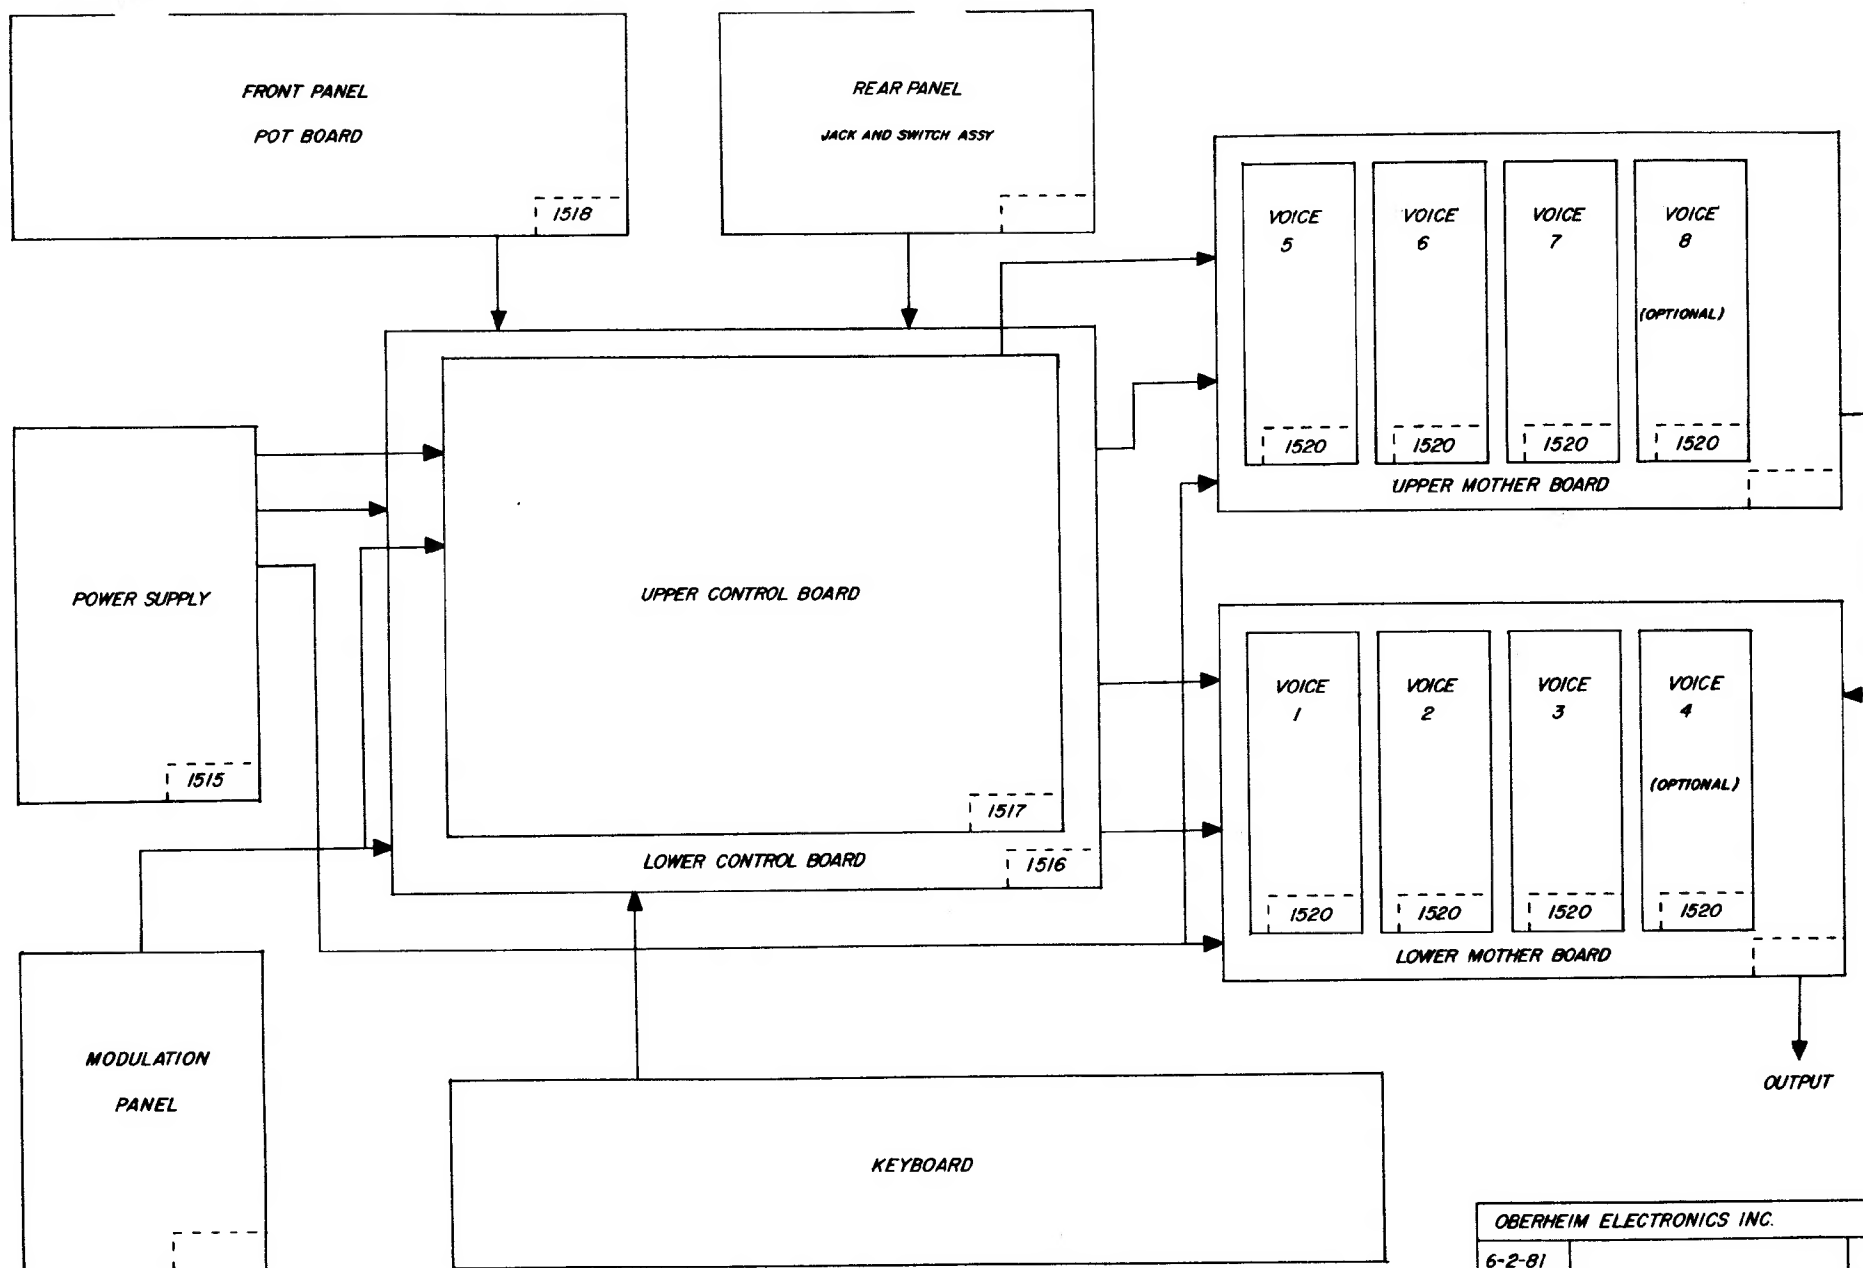 FRONT PANEL
POT BOARD
1518
REAR PANEL
JACK AND SWITCH ASSY
VOICE
5
VOICE
6
VOICE
7
VOICE
8
(OPTIONAL)
1520
1520
1520
1520
UPPER MOTHER BOARD
POWER SUPPLY
1515
UPPER CONTROL BOARD
1517
LOWER CONTROL BOARD
1516
VOICE
1
VOICE
2
VOICE
3
VOICE
4
(OPTIONAL)
1520
1520
1520
1520
LOWER MOTHER BOARD
MODULATION
PANEL
KEYBOARD
OUTPUT
OBERHEIM ELECTRONICS INC.
6-2-81